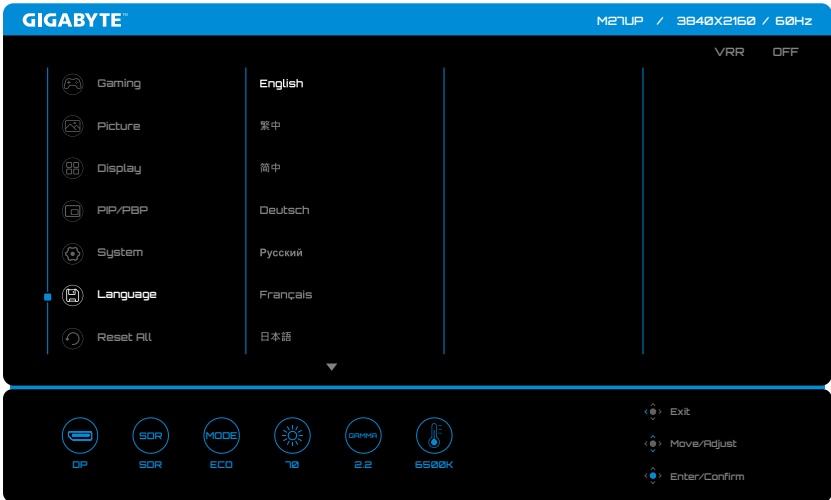 GIGABYTE™
M27UP / 3840X2160 / 60Hz
VRR OFF
Gaming
Picture
Display
PIP/PBP
System
Language
Reset All
English
繁中
简中
Deutsch
Русский
Français
日本語
SDR
MODE
GAMMA
DP
SDR
ECO
70
2.2
6500K
Exit
Move/Adjust
Enter/Confirm